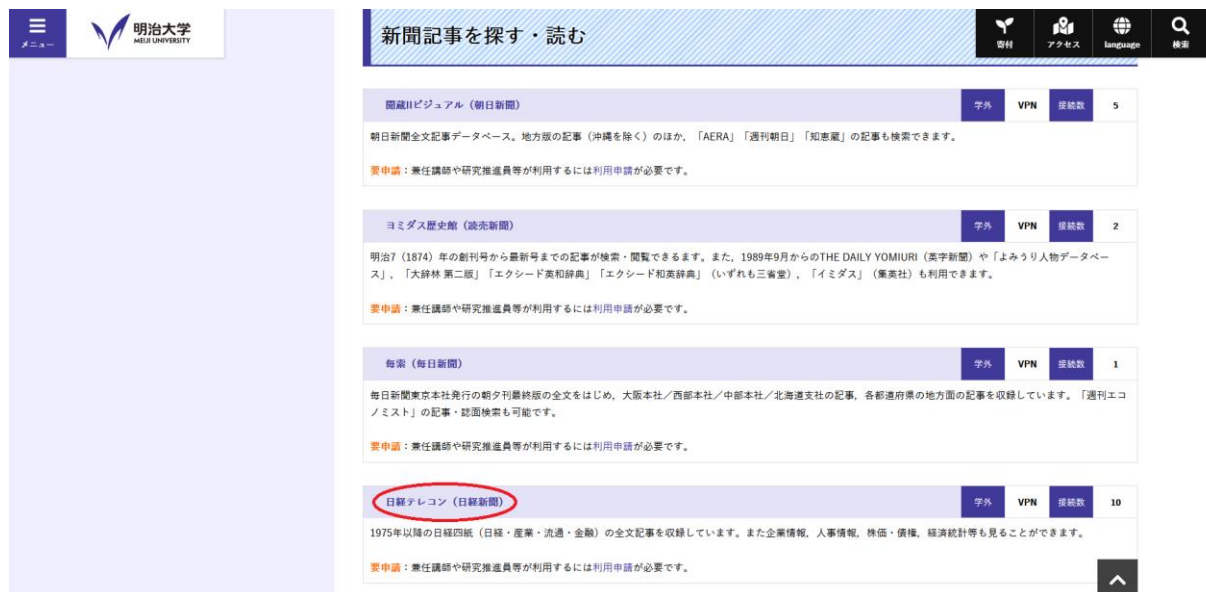 メニュー
明治大学
MEIJI UNIVERSITY
新聞記事を探す・読む
寄付
アクセス
language
検索
聞蔵IIビジュアル（朝日新聞）
学外 VPN 接続数 5
朝日新聞全文記事データベース。地方版の記事（沖縄を除く）のほか，「AERA」「週刊朝日」「知恵蔵」の記事も検索できます。
要申請：兼任講師や研究推進員等が利用するには利用申請が必要です。
ヨミダス歴史館（読売新聞）
学外 VPN 接続数 2
明治7（1874）年の創刊号から最新号までの記事が検索・閲覧できるます。また，1989年9月からのTHE DAILY YOMIURI（英字新聞）や「よみうり人物データベー
ス」，「大辞林 第二版」「エクシード英和辞典」「エクシード和英辞典」（いずれも三省堂），「イミダス」（集英社）も利用できます。
要申請：兼任講師や研究推進員等が利用するには利用申請が必要です。
毎索（毎日新聞）
学外 VPN 接続数 1
毎日新聞東京本社発行の朝夕刊最終版の全文をはじめ，大阪本社／西部本社／中部本社／北海道支社の記事，各都道府県の地方面の記事を収録しています。「週刊エコ
ノミスト」の記事・誌面検索も可能です。
要申請：兼任講師や研究推進員等が利用するには利用申請が必要です。
日経テレコン（日経新聞）
学外 VPN 接続数 10
1975年以降の日経四紙（日経・産業・流通・金融）の全文記事を収録しています。また企業情報，人事情報，株価・債権，経済統計等も見ることができます。
要申請：兼任講師や研究推進員等が利用するには利用申請が必要です。